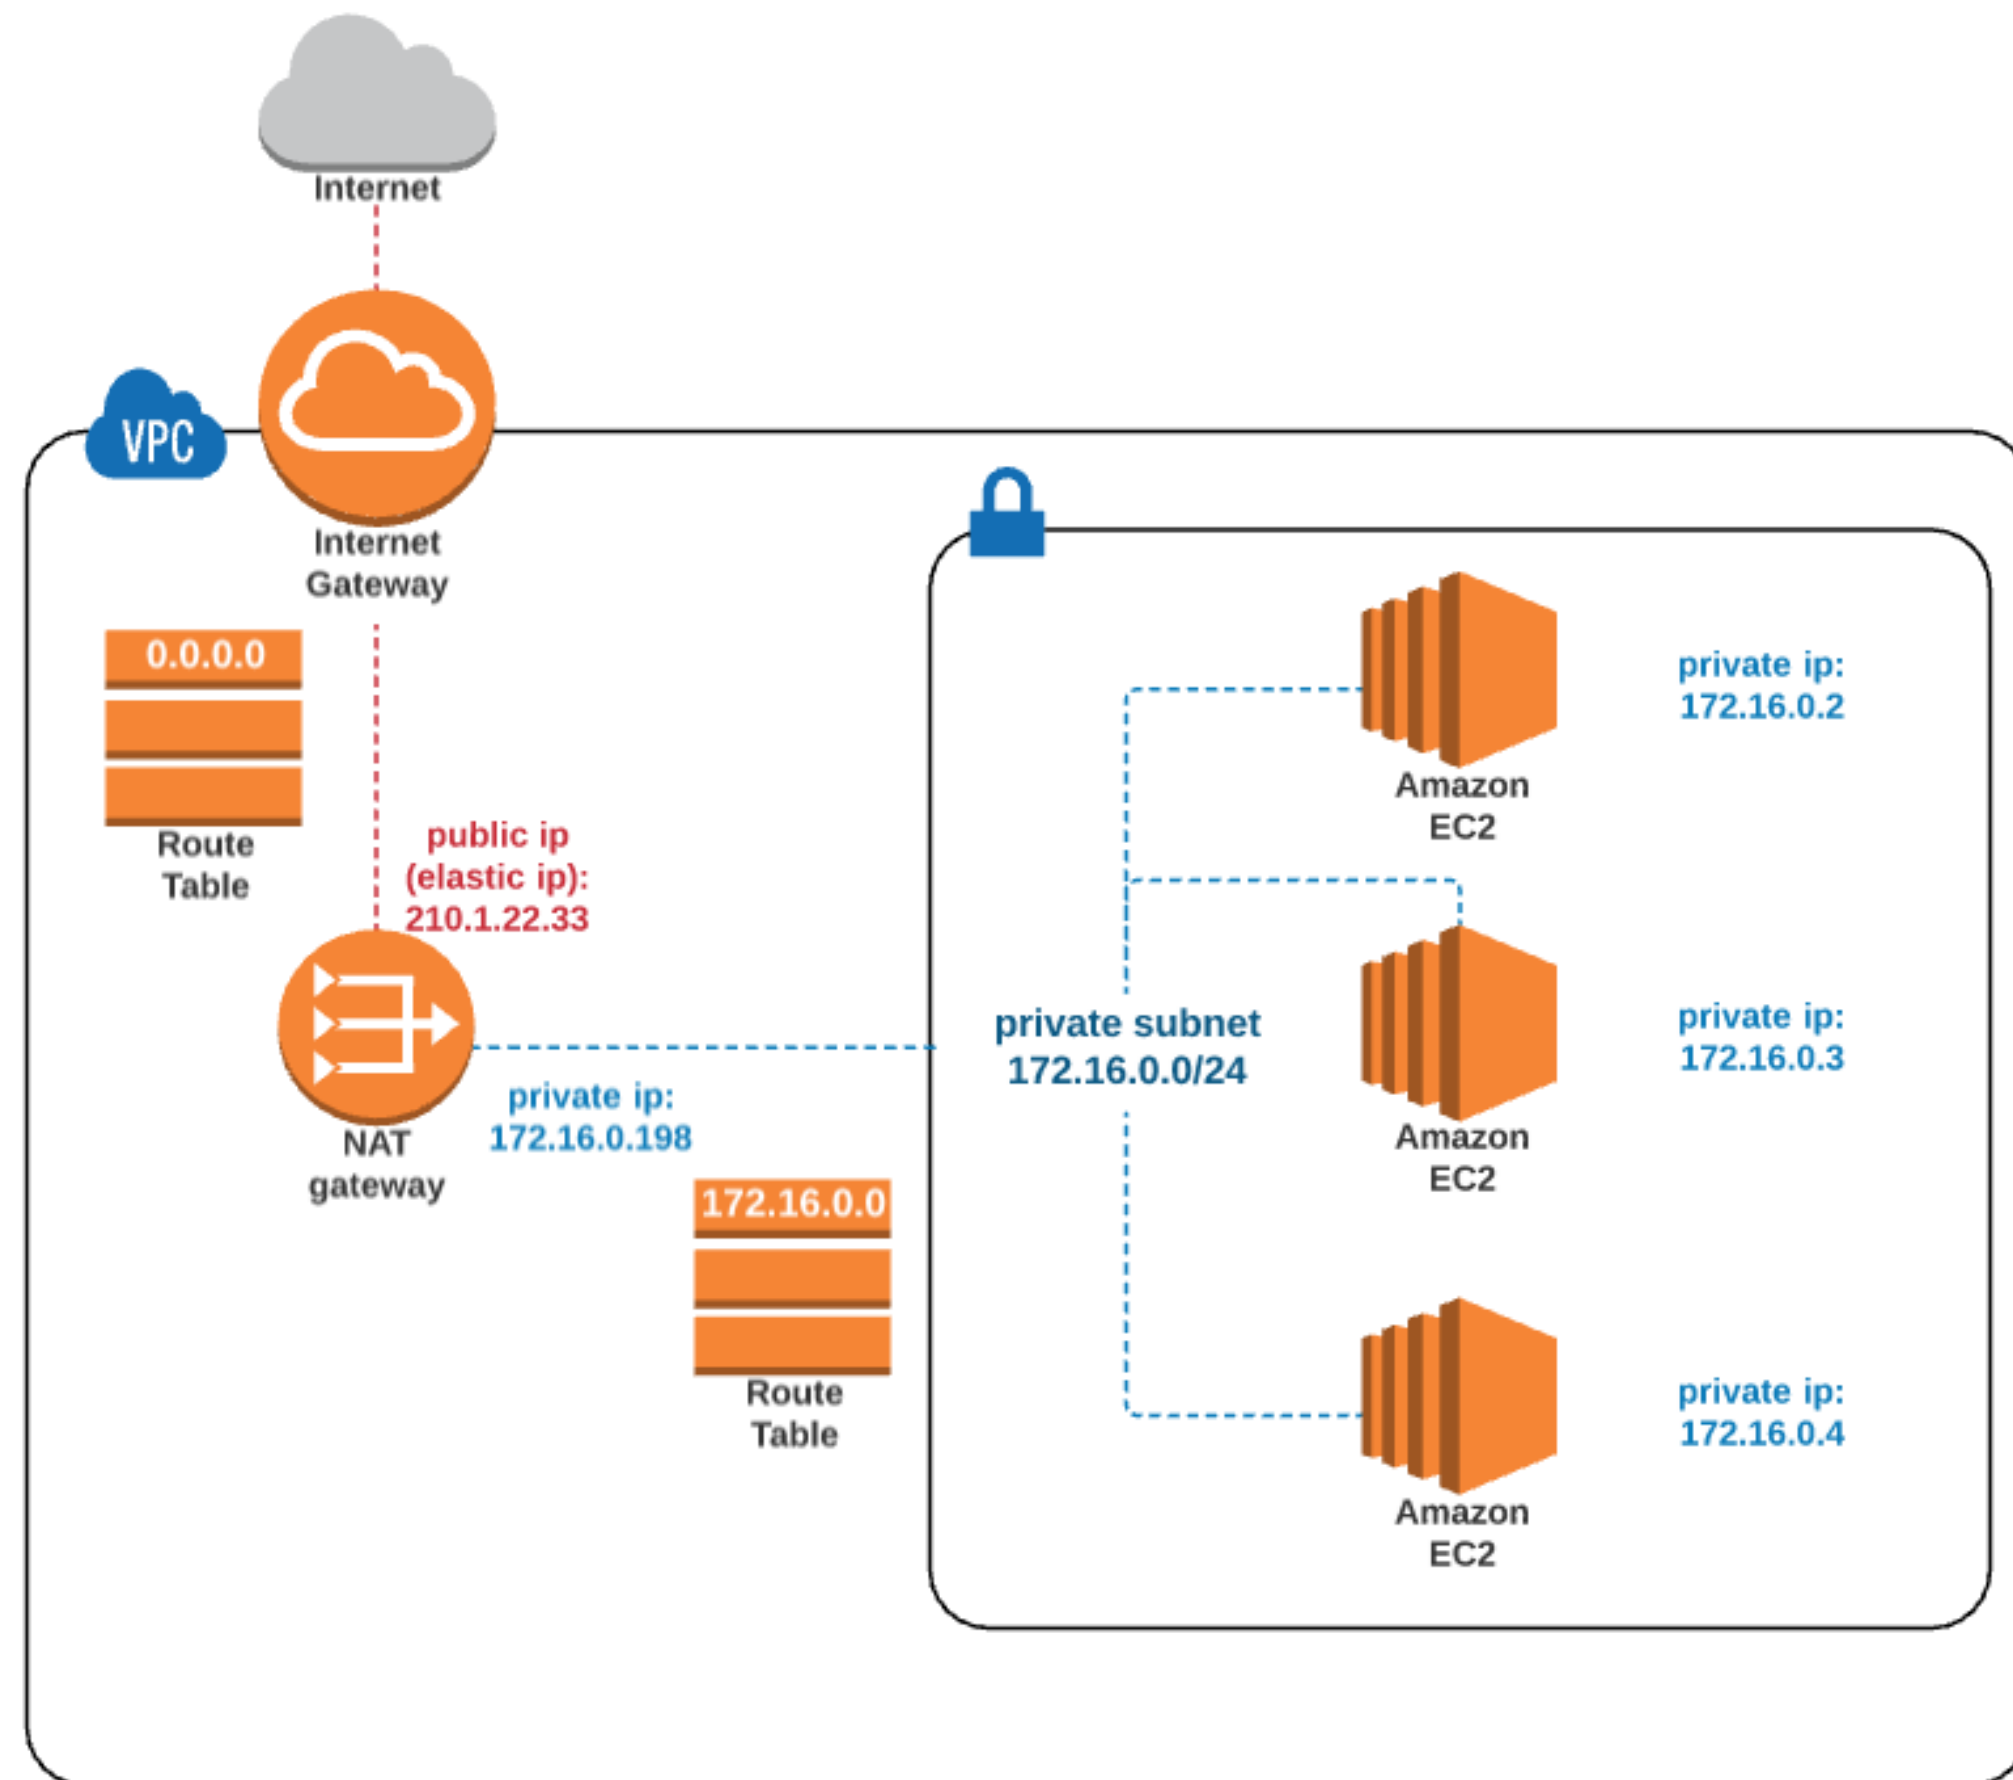 Internet
VPC
Internet
Gateway
0.0.0.0
Route
Table
public ip
(elastic ip):
210.1.22.33
NAT
gateway
private ip:
172.16.0.198
172.16.0.0
Route
Table
private subnet
172.16.0.0/24
Amazon
EC2
private ip:
172.16.0.2
Amazon
EC2
private ip:
172.16.0.3
Amazon
EC2
private ip:
172.16.0.4